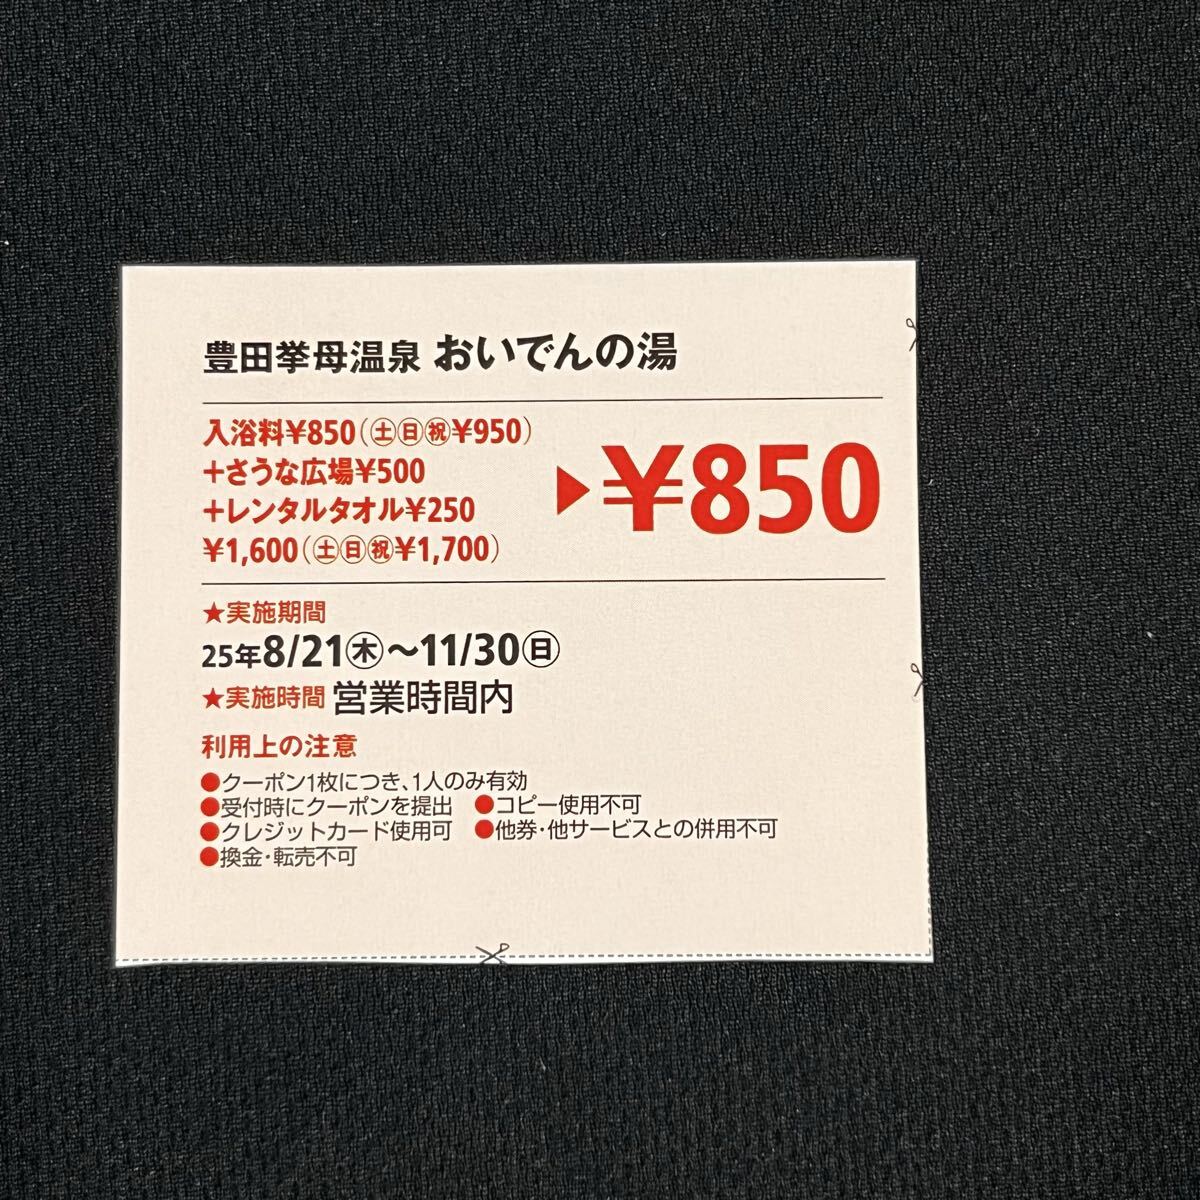 豊田挙母温泉 おいでんの湯
入浴料¥850(㊏㊐㊗¥950)
+さうな広場¥500
+レンタルタオル¥250
¥1,600(㊏㊐㊗¥1,700)
▶¥850
★実施期間
25年8/21㊍～11/30㊐
★実施時間 営業時間内
利用上の注意
●クーポン1枚につき、1人のみ有効
●受付時にクーポンを提出 ●コピー使用不可
●クレジットカード使用可 ●他券・他サービスとの併用不可
●換金・転売不可